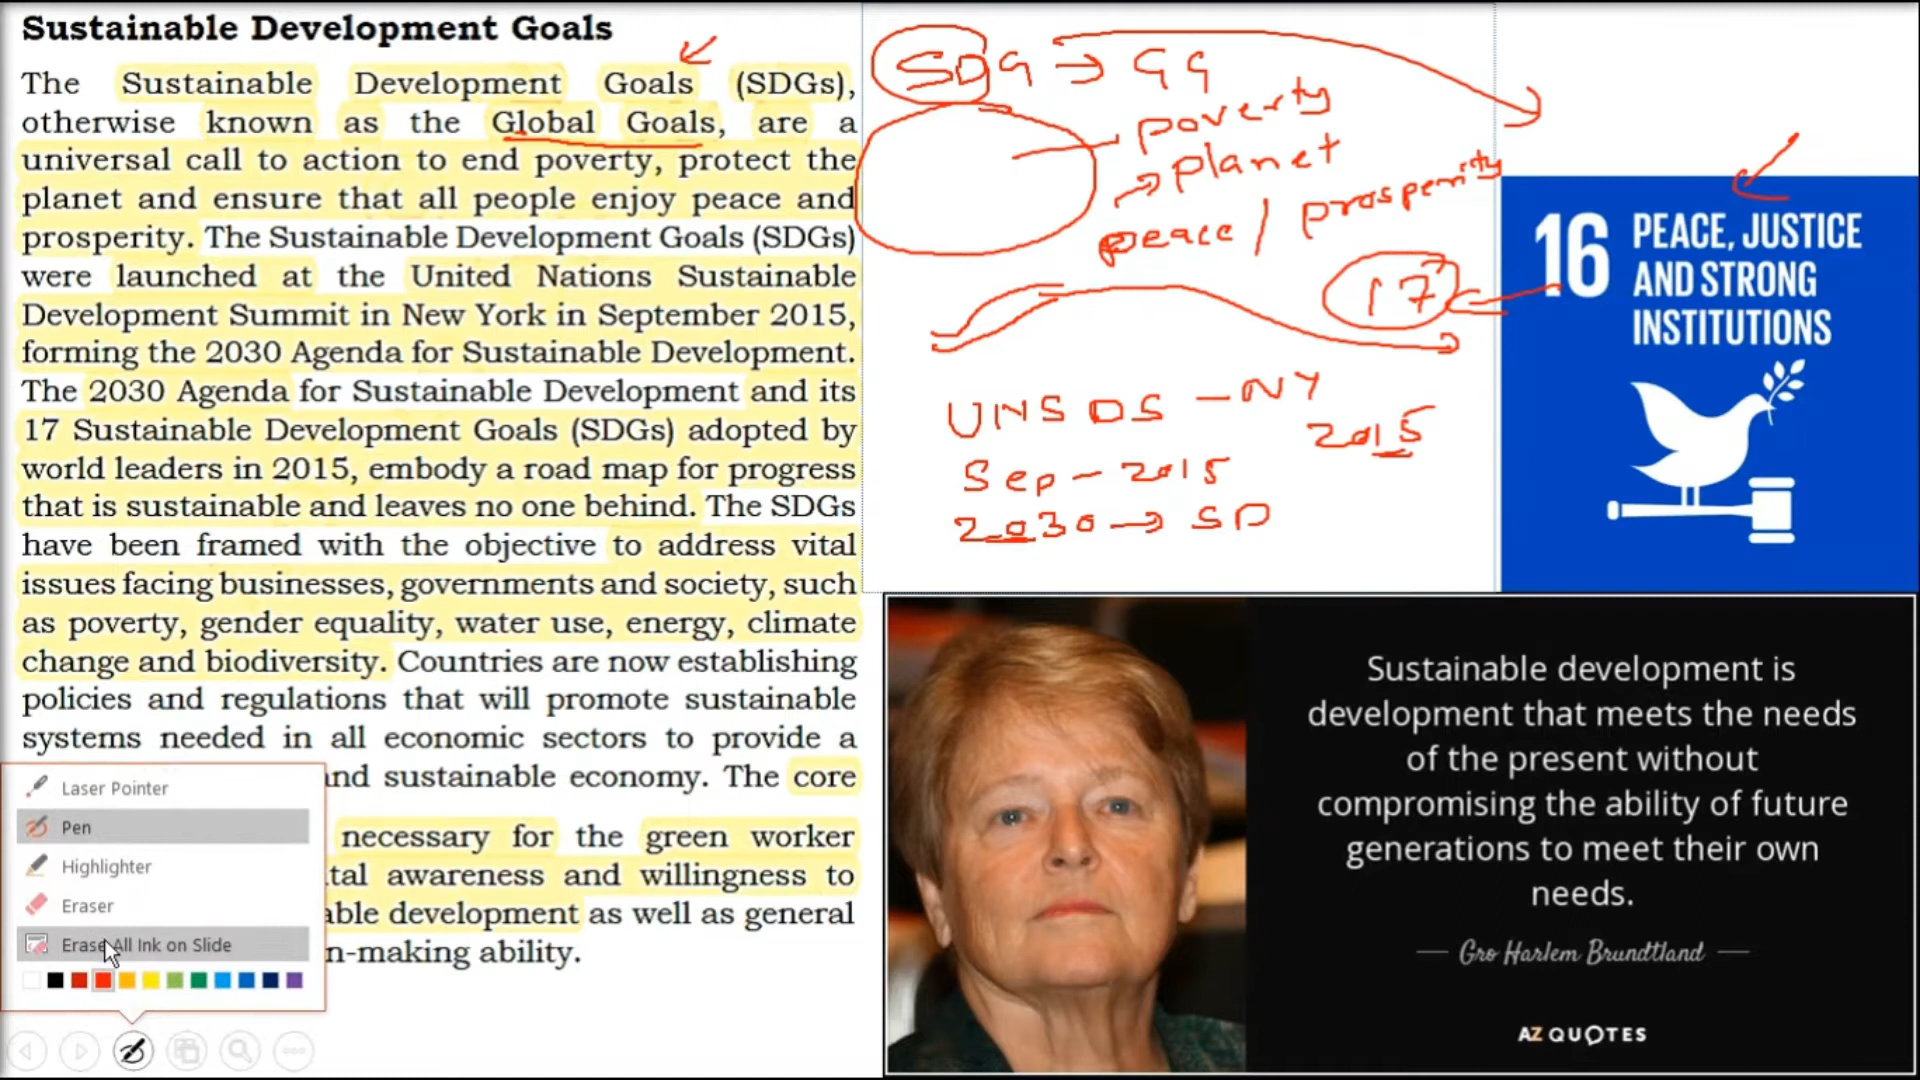 Sustainable Development Goals
The Sustainable Development Goals (SDGs),
otherwise known as the Global Goals, are a
universal call to action to end poverty, protect the
planet and ensure that all people enjoy peace and
prosperity. The Sustainable Development Goals (SDGs)
were launched at the United Nations Sustainable
Development Summit in New York in September 2015,
forming the 2030 Agenda for Sustainable Development.
The 2030 Agenda for Sustainable Development and its
17 Sustainable Development Goals (SDGs) adopted by
world leaders in 2015, embody a road map for progress
that is sustainable and leaves no one behind. The SDGs
have been framed with the objective to address vital
issues facing businesses, governments and society, such
as poverty, gender equality, water use, energy, climate
change and biodiversity. Countries are now establishing
policies and regulations that will promote sustainable
systems needed in all economic sectors to provide a
nd sustainable economy. The core
necessary for the green worker
tal awareness and willingness to
able development as well as general
n-making ability.
Laser Pointer
Pen
Highlighter
Eraser
Erase All Ink on Slide
SDG → GG
poverty
planet
peace / prosperity
17
UNSDS - NY
2015
Sep - 2015
2030 → SD
16 PEACE, JUSTICE
AND STRONG
INSTITUTIONS
Sustainable development is
development that meets the needs
of the present without
compromising the ability of future
generations to meet their own
needs.
— Gro Harlem Brundtland —
AZ QUOTES